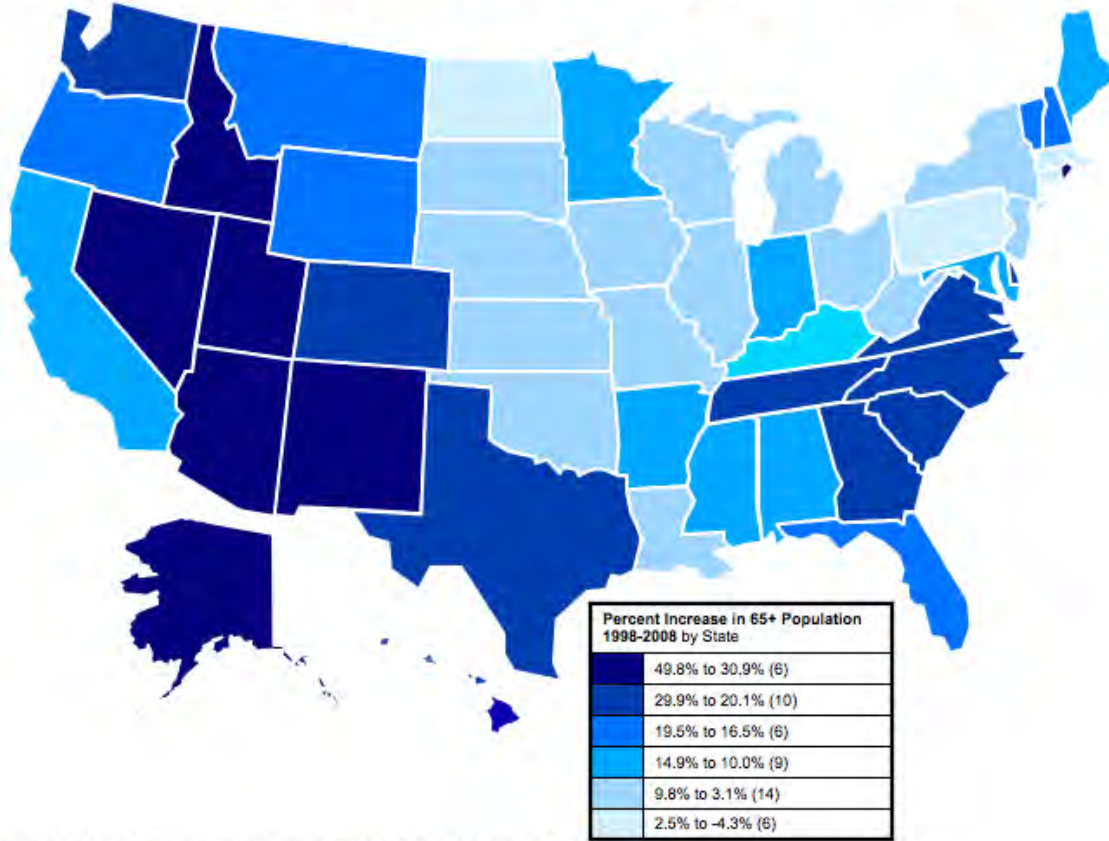 Percent Increase in 65+ Population
1998-2008 by State
49.8% to 30.9% (6)
29.9% to 20.1% (10)
19.5% to 16.5% (6)
14.9% to 10.0% (9)
9.8% to 3.1% (14)
2.5% to -4.3% (6)